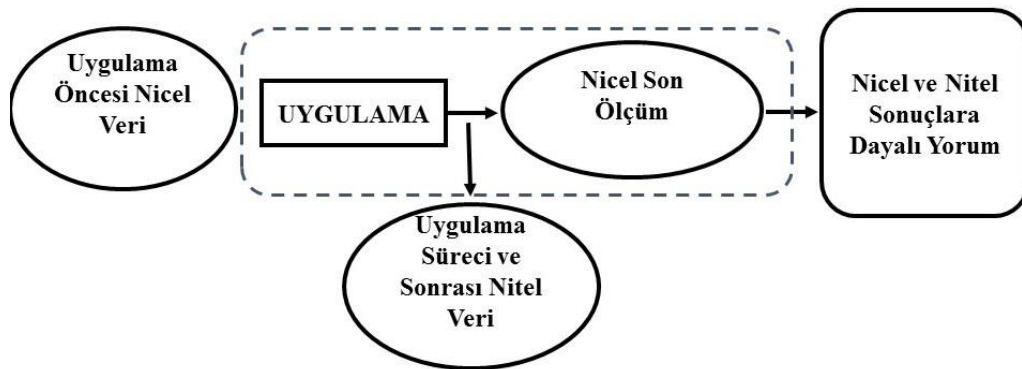 Uygulama
Öncesi Nicel
Veri
UYGULAMA
Nicel Son
Ölçüm
Nicel ve Nitel
Sonuçlara
Dayalı Yorum
Uygulama
Süreci ve
Sonrası Nitel
Veri